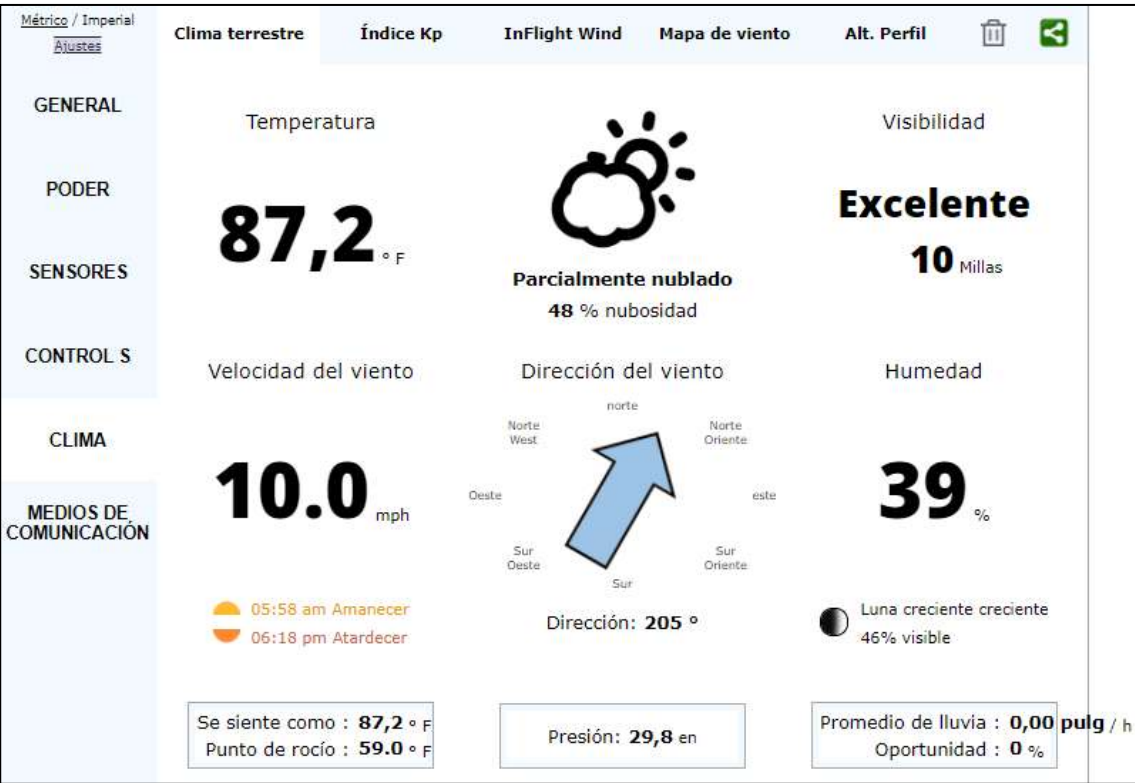 Métrico / Imperial
Ajustes
Clima terrestre
Índice Kp
InFlight Wind
Mapa de viento
Alt. Perfil
GENERAL
PODER
SENSORES
CONTROL S
CLIMA
MEDIOS DE
COMUNICACIÓN
Temperatura
87,2 ° F
Parcialmente nublado
48 % nubosidad
Visibilidad
Excelente
10 Millas
Velocidad del viento
10.0 mph
05:58 am Amanecer
06:18 pm Atardecer
Dirección del viento
norte
Norte
West
Norte
Oriente
Oeste
este
Sur
Oeste
Sur
Oriente
Sur
Dirección: 205 °
Humedad
39 %
Luna creciente creciente
46% visible
Se siente como : 87,2 ° F
Punto de rocío : 59.0 ° F
Presión: 29,8 en
Promedio de lluvia : 0,00 pulg / h
Oportunidad : 0 %